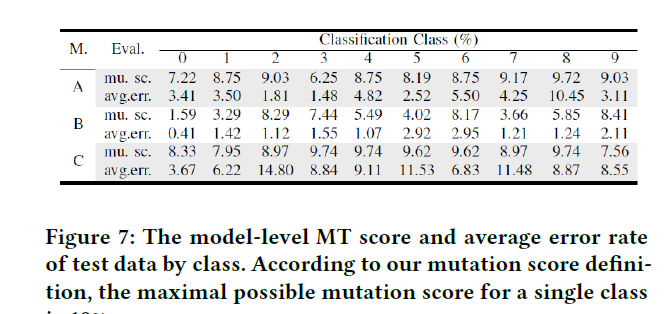 Classification Class (%)
M. Eval. 0 1 2 3 4 5 6 7 8 9
A mu. sc. 7.22 8.75 9.03 6.25 8.75 8.19 8.75 9.17 9.72 9.03
avg.err. 3.41 3.50 1.81 1.48 4.82 2.52 5.50 4.25 10.45 3.11
B mu. sc. 1.59 3.29 8.29 7.44 5.49 4.02 8.17 3.66 5.85 8.41
avg.err. 0.41 1.42 1.12 1.55 1.07 2.92 2.95 1.21 1.24 2.11
C mu. sc. 8.33 7.95 8.97 9.74 9.74 9.62 9.62 8.97 9.74 7.56
avg.err. 3.67 6.22 14.80 8.84 9.11 11.53 6.83 11.48 8.87 8.55
Figure 7: The model-level MT score and average error rate
of test data by class. According to our mutation score defini-
tion, the maximal possible mutation score for a single class